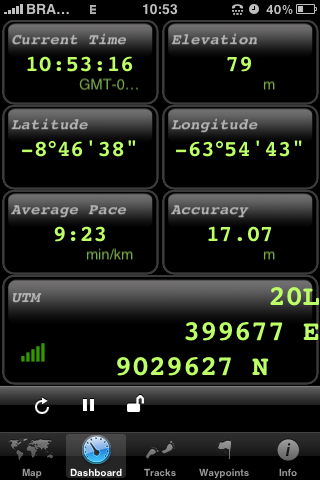 BRA... E 10:53 40%
Current Time
10:53:16
GMT-0...
Elevation
79
m
Latitude
-8°46'38"
Longitude
-63°54'43"
Average Pace
9:23
min/km
Accuracy
17.07
m
UTM
20L
399677 E
9029627 N
Map Dashboard Tracks Waypoints Info